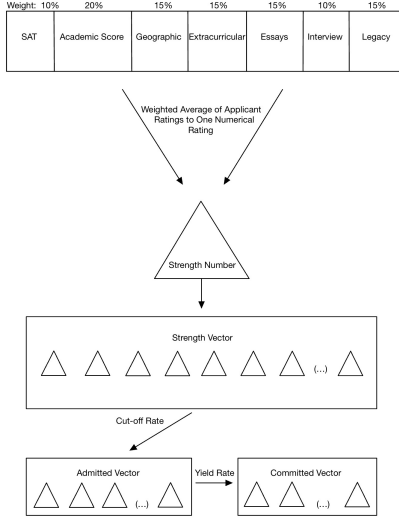 Weight: 10% 20% 15% 15% 15% 10% 15%
SAT Academic Score Geographic Extracurricular Essays Interview Legacy
Weighted Average of Applicant
Ratings to One Numerical
Rating
Strength Number
Strength Vector
(...)
Cut-off Rate
Admitted Vector Yield Rate Committed Vector
(...) (...)